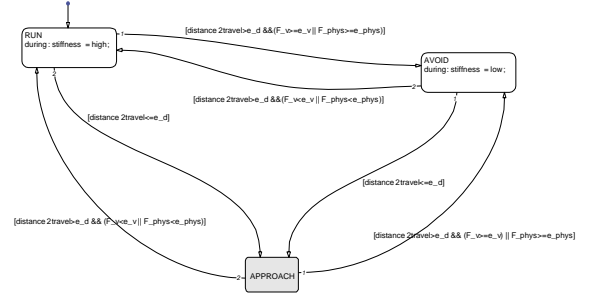 1
[distance 2travel>e_d &&(F_v>=e_v || F_phys>=e_phys)]
RUN
during: stiffness = high;
2
AVOID
during: stiffness = low;
2
1
[distance 2travel>e_d &&(F_v<e_v || F_phys<e_phys)]
[distance 2travel<=e_d]
[distance 2travel<=e_d]
[distance 2travel>e_d && (F_v<e_v || F_phys<e_phys)]
[distance 2travel>e_d && (F_v>=e_v) || F_phys>=e_phys]
2
APPROACH
1